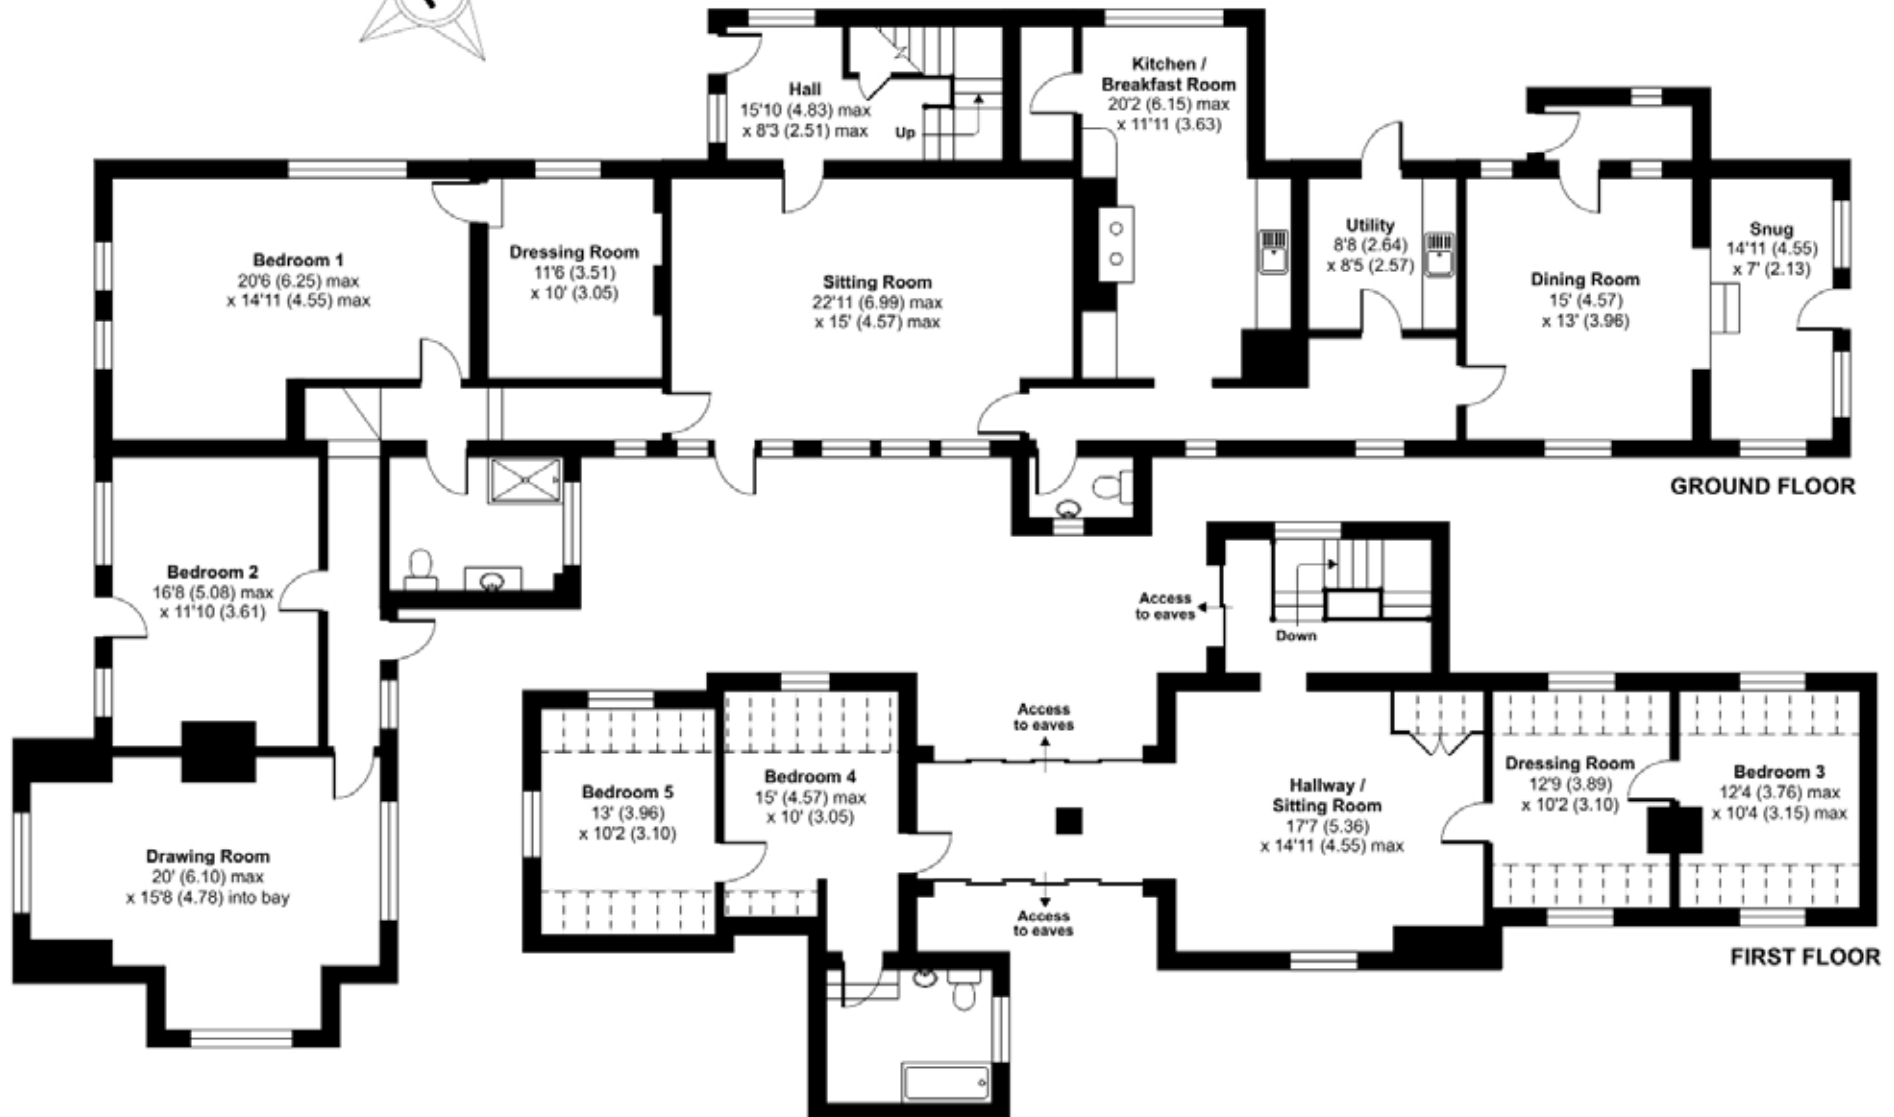 Hall
15'10 (4.83) max
x 8'3 (2.51) max
Up
Kitchen /
Breakfast Room
20'2 (6.15) max
x 11'11 (3.63)
Bedroom 1
20'6 (6.25) max
x 14'11 (4.55) max
Dressing Room
11'6 (3.51)
x 10' (3.05)
Sitting Room
22'11 (6.99) max
x 15' (4.57) max
Utility
8'8 (2.64)
x 8'5 (2.57)
Dining Room
15' (4.57)
x 13' (3.96)
Snug
14'11 (4.55)
x 7' (2.13)
GROUND FLOOR
Bedroom 2
16'8 (5.08) max
x 11'10 (3.61)
Drawing Room
20' (6.10) max
x 15'8 (4.78) into bay
Access
to eaves
Down
Access
to eaves
Bedroom 5
13' (3.96)
x 10'2 (3.10)
Bedroom 4
15' (4.57) max
x 10' (3.05)
Hallway /
Sitting Room
17'7 (5.36)
x 14'11 (4.55) max
Dressing Room
12'9 (3.89)
x 10'2 (3.10)
Bedroom 3
12'4 (3.76) max
x 10'4 (3.15) max
Access
to eaves
FIRST FLOOR